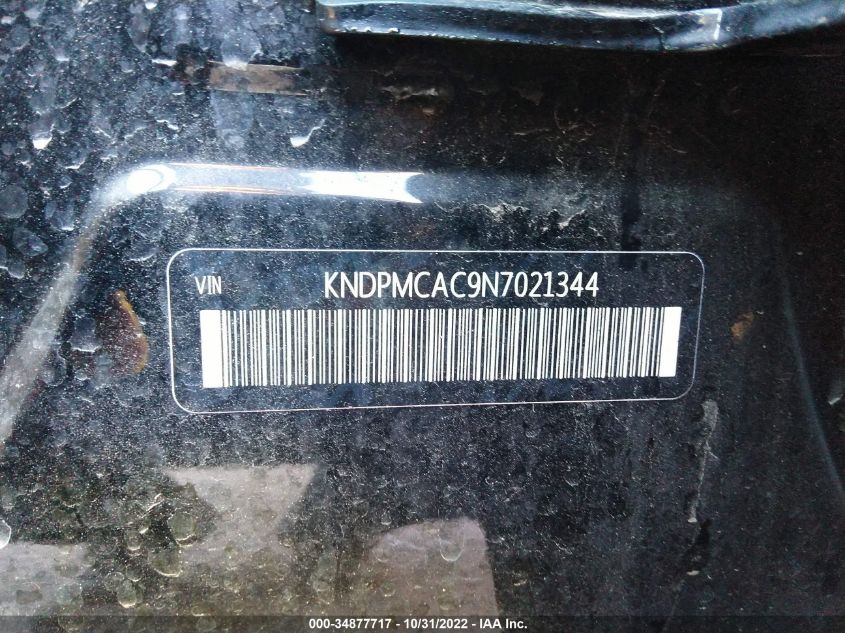 VIN KNDPMCAC9N7021344
000-34877717 - 10/31/2022 - IAA Inc.